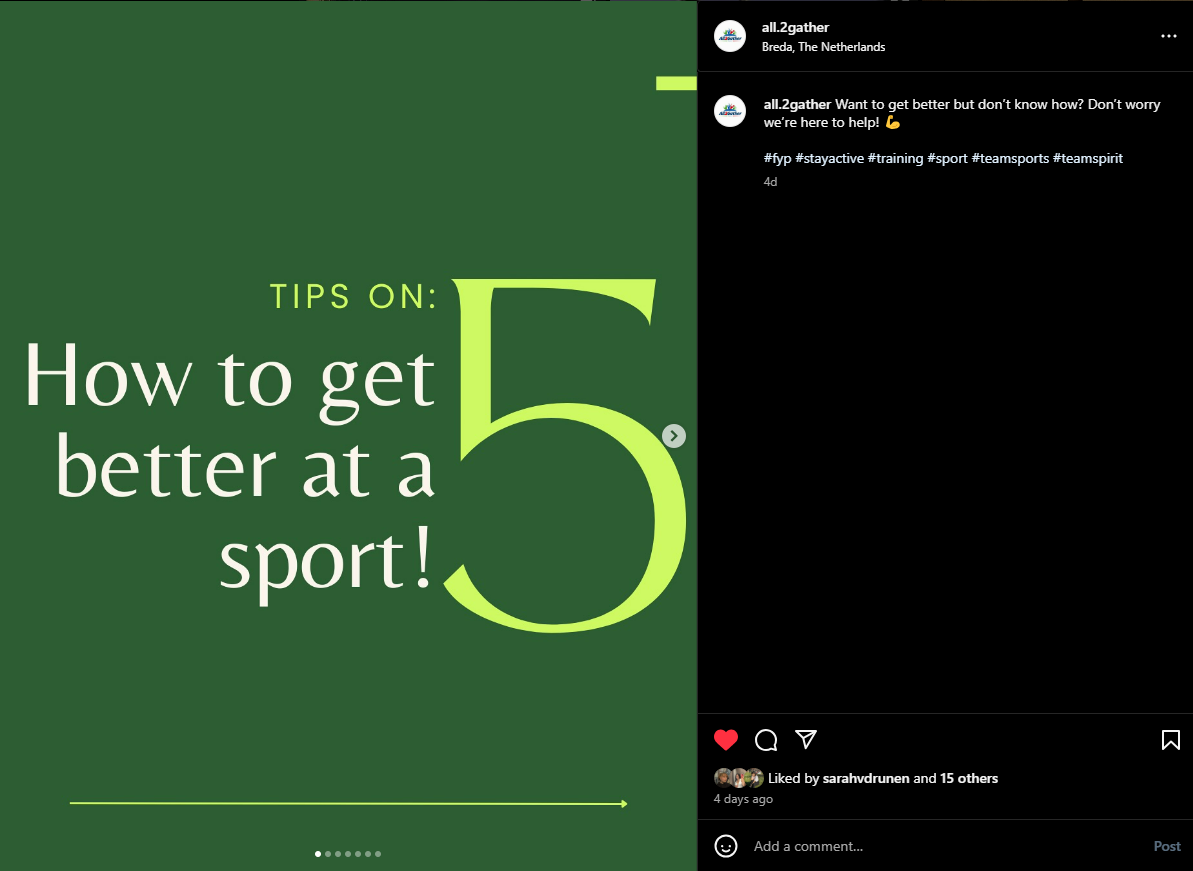 TIPS ON:
How to get
better at a
sport!
5
all.2gather
Breda, The Netherlands
all.2gather Want to get better but don’t know how? Don’t worry
we’re here to help! 💪
#fyp #stayactive #training #sport #teamsports #teamspirit
4d
Liked by sarahvdrunen and 15 others
4 days ago
Add a comment...
Post